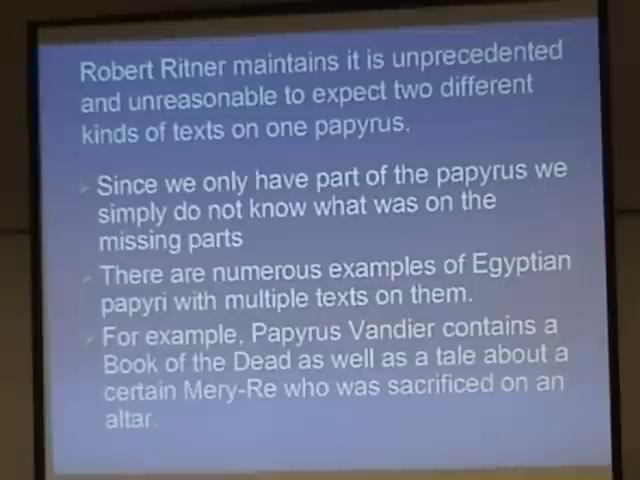 Robert Ritner maintains it is unprecedented
and unreasonable to expect two different
kinds of texts on one papyrus.
Since we only have part of the papyrus we
simply do not know what was on the
missing parts
There are numerous examples of Egyptian
papyri with multiple texts on them.
For example, Papyrus Vandier contains a
Book of the Dead as well as a tale about a
certain Mery-Re who was sacrificed on an
altar.